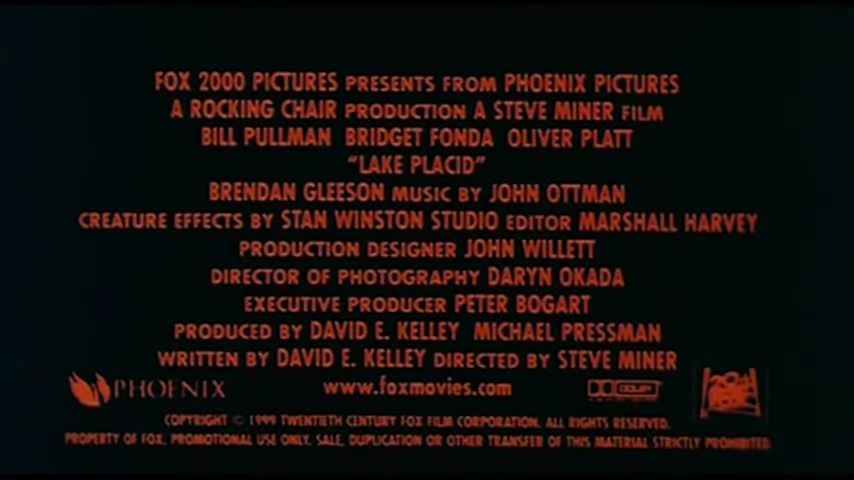 FOX 2000 PICTURES PRESENTS FROM PHOENIX PICTURES
A ROCKING CHAIR PRODUCTION A STEVE MINER FILM
BILL PULLMAN BRIDGET FONDA OLIVER PLATT
"LAKE PLACID"
BRENDAN GLEESON MUSIC BY JOHN OTTMAN
CREATURE EFFECTS BY STAN WINSTON STUDIO EDITOR MARSHALL HARVEY
PRODUCTION DESIGNER JOHN WILLETT
DIRECTOR OF PHOTOGRAPHY DARYN OKADA
EXECUTIVE PRODUCER PETER BOGART
PRODUCED BY DAVID E. KELLEY MICHAEL PRESSMAN
WRITTEN BY DAVID E. KELLEY DIRECTED BY STEVE MINER
PHOENIX www.foxmovies.com DOLBY
COPYRIGHT © 1999 TWENTIETH CENTURY FOX FILM CORPORATION. ALL RIGHTS RESERVED.
PROPERTY OF FOX. PROMOTIONAL USE ONLY. SALE, DUPLICATION OR OTHER TRANSFER OF THIS MATERIAL STRICTLY PROHIBITED.